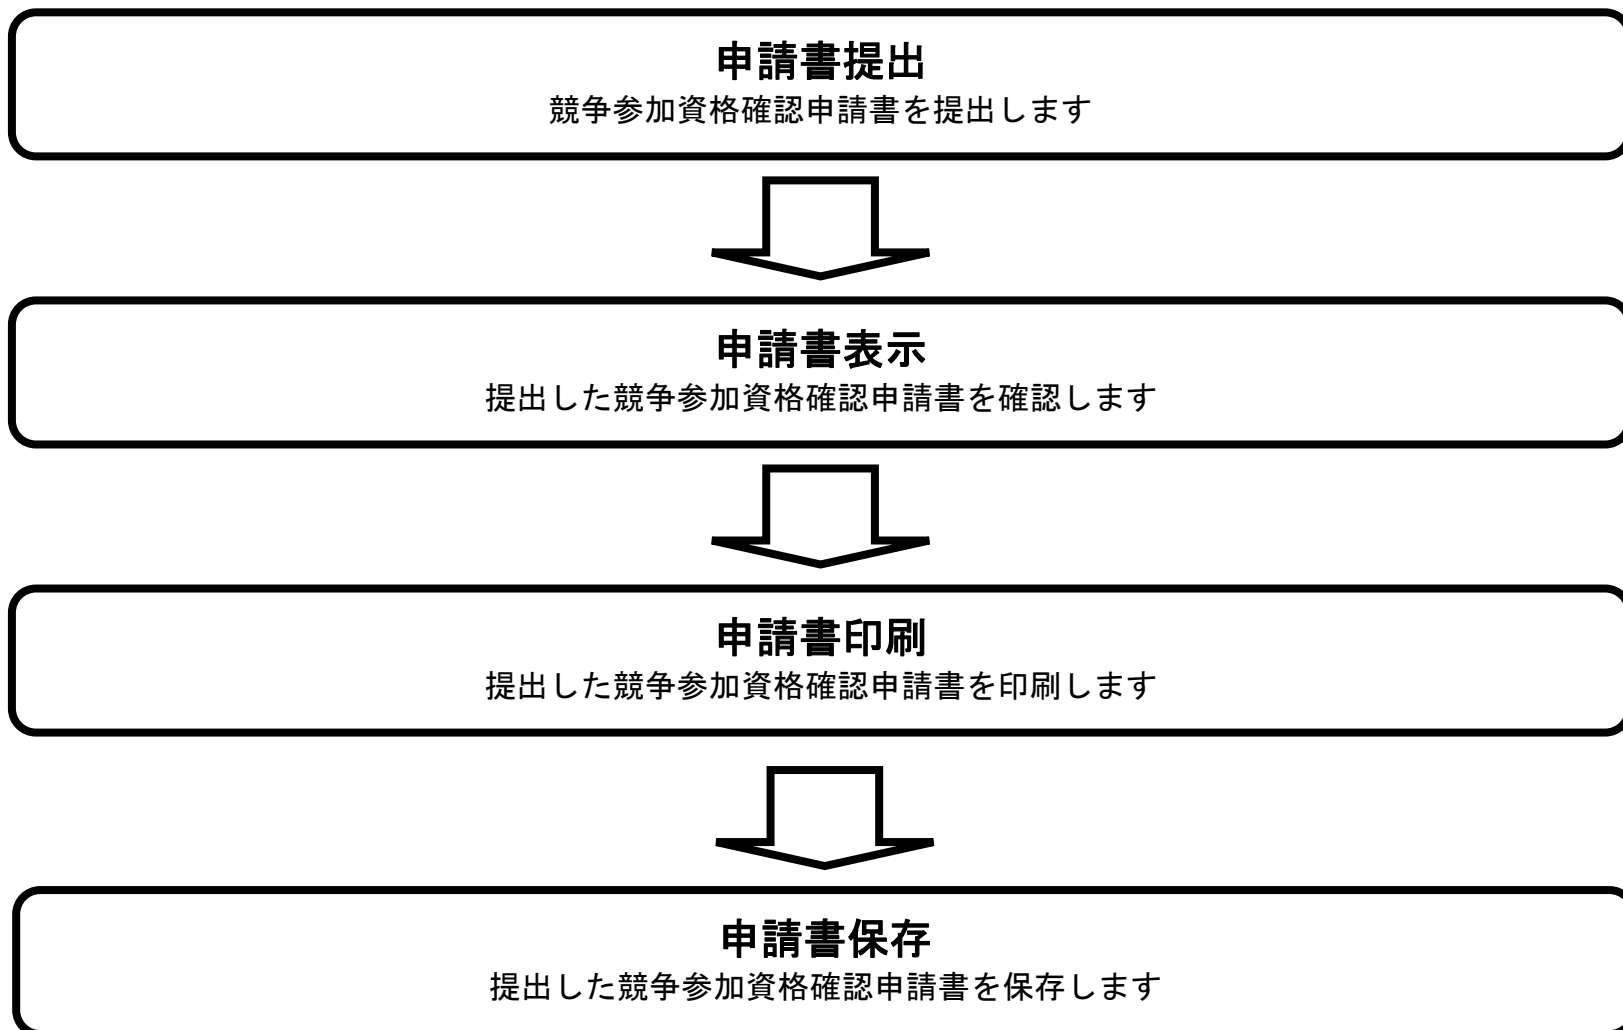 申請書提出
競争参加資格確認申請書を提出します
申請書表示
提出した競争参加資格確認申請書を確認します
申請書印刷
提出した競争参加資格確認申請書を印刷します
申請書保存
提出した競争参加資格確認申請書を保存します